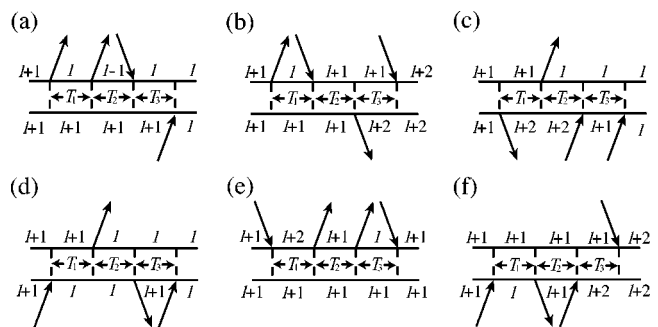 (a) (b) (c)
l+1 l l-1 l l l+1 l l+1 l+1 l+2 l+1 l+1 l l l
T1 T2 T3 T1 T2 T3 T1 T2 T3
l+1 l+1 l+1 l+1 l l+1 l+1 l+1 l+2 l+2 l+1 l+2 l+2 l+1 l
(d) (e) (f)
l+1 l+1 l l l l+1 l+2 l+1 l l+1 l+1 l+1 l+1 l+1 l+2
T1 T2 T3 T1 T2 T3 T1 T2 T3
l+1 l l l+1 l l+1 l+1 l+1 l+1 l+1 l+1 l l+1 l+2 l+2